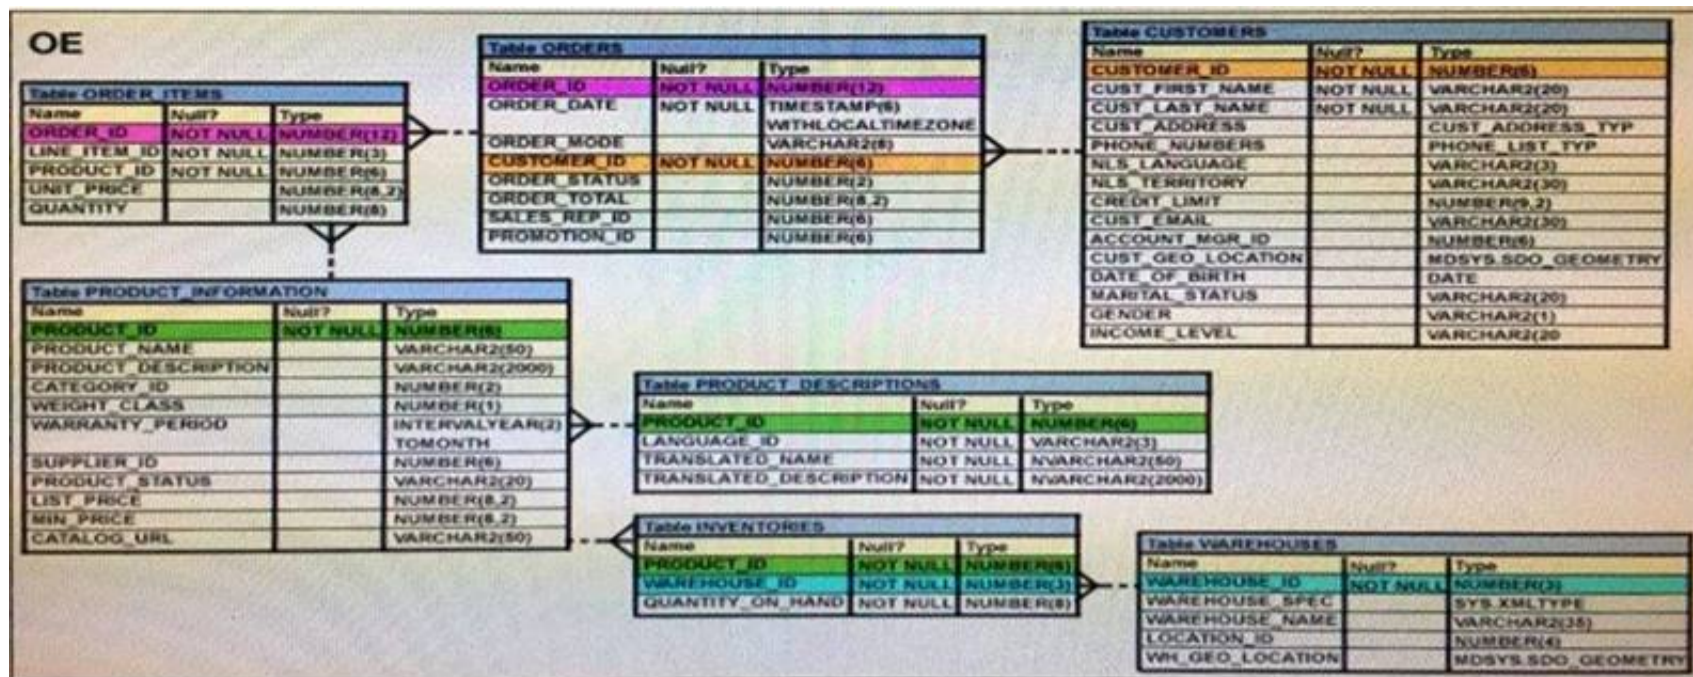 OE
Table ORDER_ITEMS
Name Null? Type
ORDER_ID NOT NULL NUMBER(12)
LINE_ITEM_ID NOT NULL NUMBER(3)
PRODUCT_ID NOT NULL NUMBER(6)
UNIT_PRICE NUMBER(8,2)
QUANTITY NUMBER(8)
Table ORDERS
Name Null? Type
ORDER_ID NOT NULL NUMBER(12)
ORDER_DATE NOT NULL TIMESTAMP(6)
WITHLOCALTIMEZONE
ORDER_MODE VARCHAR2(8)
CUSTOMER_ID NOT NULL NUMBER(6)
ORDER_STATUS NUMBER(2)
ORDER_TOTAL NUMBER(8,2)
SALES_REP_ID NUMBER(6)
PROMOTION_ID NUMBER(6)
Table CUSTOMERS
Name Null? Type
CUSTOMER_ID NOT NULL NUMBER(6)
CUST_FIRST_NAME NOT NULL VARCHAR2(20)
CUST_LAST_NAME NOT NULL VARCHAR2(20)
CUST_ADDRESS CUST_ADDRESS_TYP
PHONE_NUMBERS PHONE_LIST_TYP
NLS_LANGUAGE VARCHAR2(3)
NLS_TERRITORY VARCHAR2(30)
CREDIT_LIMIT NUMBER(9,2)
CUST_EMAIL VARCHAR2(30)
ACCOUNT_MGR_ID NUMBER(6)
CUST_GEO_LOCATION MDSYS.SDO_GEOMETRY
DATE_OF_BIRTH DATE
MARITAL_STATUS VARCHAR2(20)
GENDER VARCHAR2(1)
INCOME_LEVEL VARCHAR2(20
Table PRODUCT_INFORMATION
Name Null? Type
PRODUCT_ID NOT NULL NUMBER(6)
PRODUCT_NAME VARCHAR2(50)
PRODUCT_DESCRIPTION VARCHAR2(2000)
CATEGORY_ID NUMBER(2)
WEIGHT_CLASS NUMBER(1)
WARRANTY_PERIOD INTERVALYEAR(2)
TOMONTH
SUPPLIER_ID NUMBER(6)
PRODUCT_STATUS VARCHAR2(20)
LIST_PRICE NUMBER(8,2)
MIN_PRICE NUMBER(8,2)
CATALOG_URL VARCHAR2(50)
Table PRODUCT_DESCRIPTIONS
Name Null? Type
PRODUCT_ID NOT NULL NUMBER(6)
LANGUAGE_ID NOT NULL VARCHAR2(3)
TRANSLATED_NAME NOT NULL NVARCHAR2(50)
TRANSLATED_DESCRIPTION NOT NULL NVARCHAR2(2000)
Table INVENTORIES
Name Null? Type
PRODUCT_ID NOT NULL NUMBER(6)
WAREHOUSE_ID NOT NULL NUMBER(3)
QUANTITY_ON_HAND NOT NULL NUMBER(8)
Table WAREHOUSES
Name Null? Type
WAREHOUSE_ID NOT NULL NUMBER(3)
WAREHOUSE_SPEC SYS.XMLTYPE
WAREHOUSE_NAME VARCHAR2(35)
LOCATION_ID NUMBER(4)
WH_GEO_LOCATION MDSYS.SDO_GEOMETRY